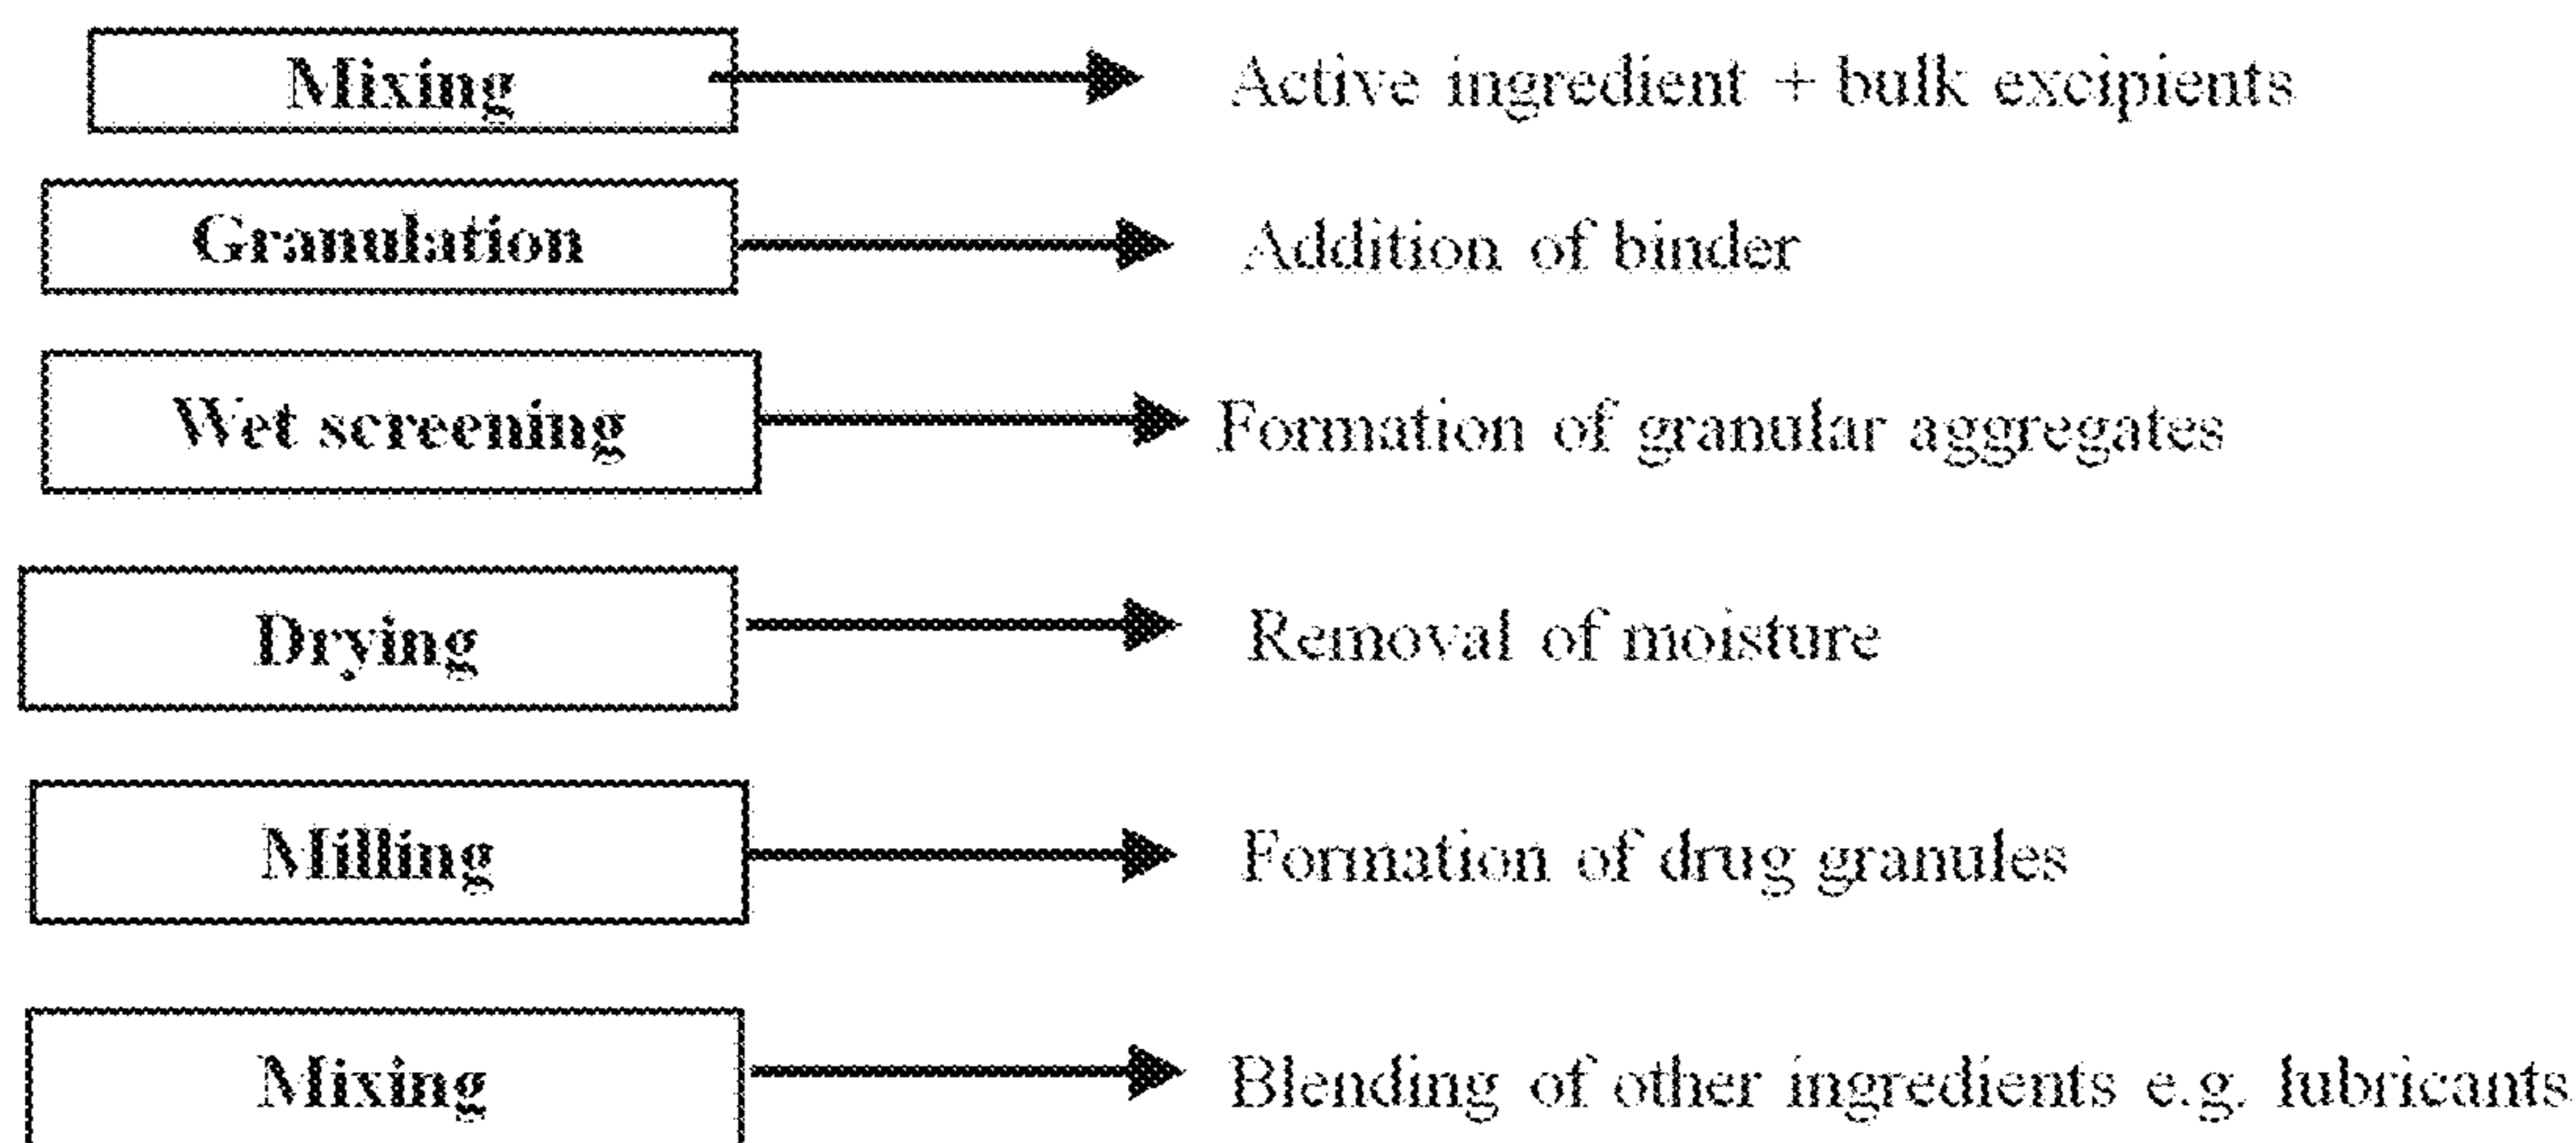 Mixing Active ingredient + bulk excipients
Granulation Addition of binder
Wet screening Formation of granular aggregates
Drying Removal of moisture
Milling Formation of drug granules
Mixing Blending of other ingredients e.g. lubricants